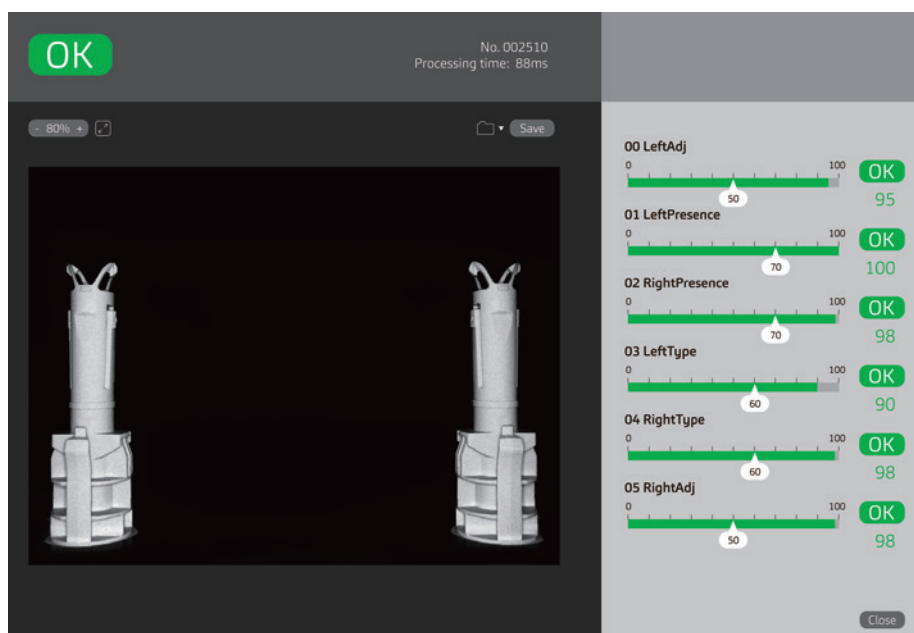 OK
No. 002510
Processing time: 88ms
- 80% +
Save
00 LeftAdj
0 100
OK
50
95
01 LeftPresence
0 100
OK
70
100
02 RightPresence
0 100
OK
70
98
03 LeftType
0 100
OK
60
90
04 RightType
0 100
OK
60
98
05 RightAdj
0 100
OK
50
98
Close